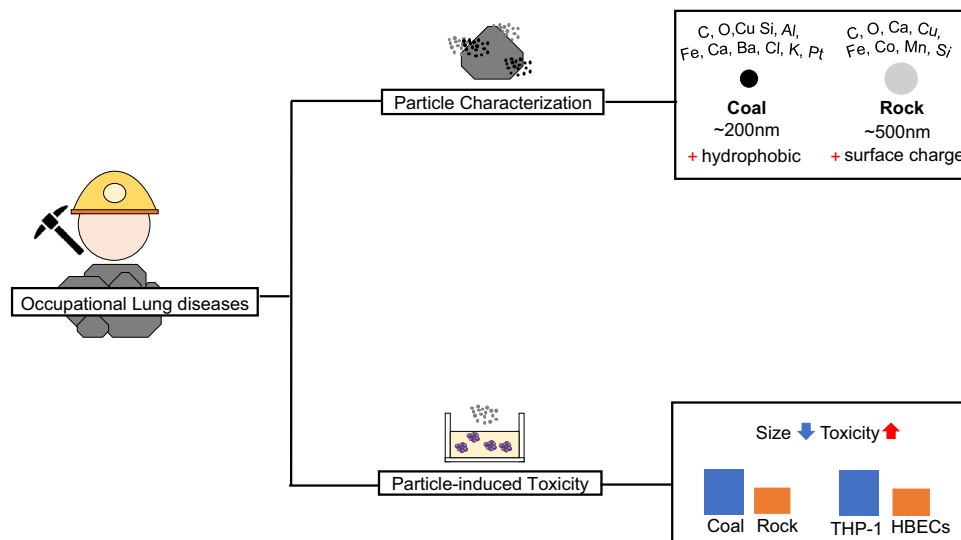 C, O,Cu Si, Al,
Fe, Ca, Ba, Cl, K, Pt
C, O, Ca, Cu,
Fe, Co, Mn, Si
Particle Characterization
Coal
Rock
~200nm
~500nm
+ hydrophobic
+ surface charge
Occupational Lung diseases
Size Toxicity
Particle-induced Toxicity
Coal Rock
THP-1 HBECs